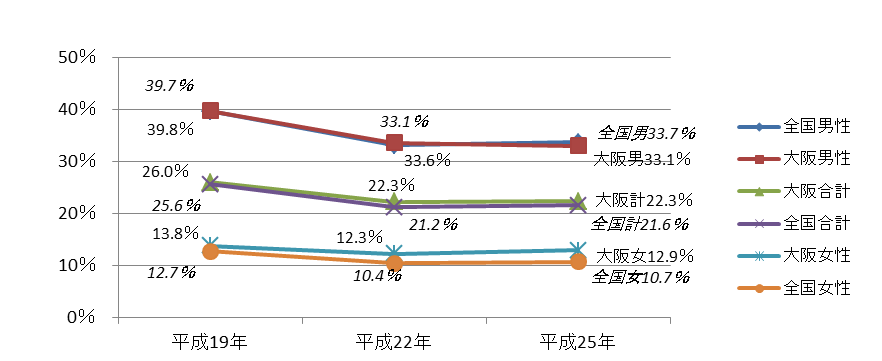 50%
40%
30%
20%
10%
0%
39.7%
39.8%
33.1%
33.6%
全国男33.7%
大阪男33.1%
26.0%
25.6%
22.3%
21.2%
大阪計22.3%
全国計21.6%
13.8%
12.7%
12.3%
10.4%
大阪女12.9%
全国女10.7%
平成19年
平成22年
平成25年
全国男性
大阪男性
大阪合計
全国合計
大阪女性
全国女性